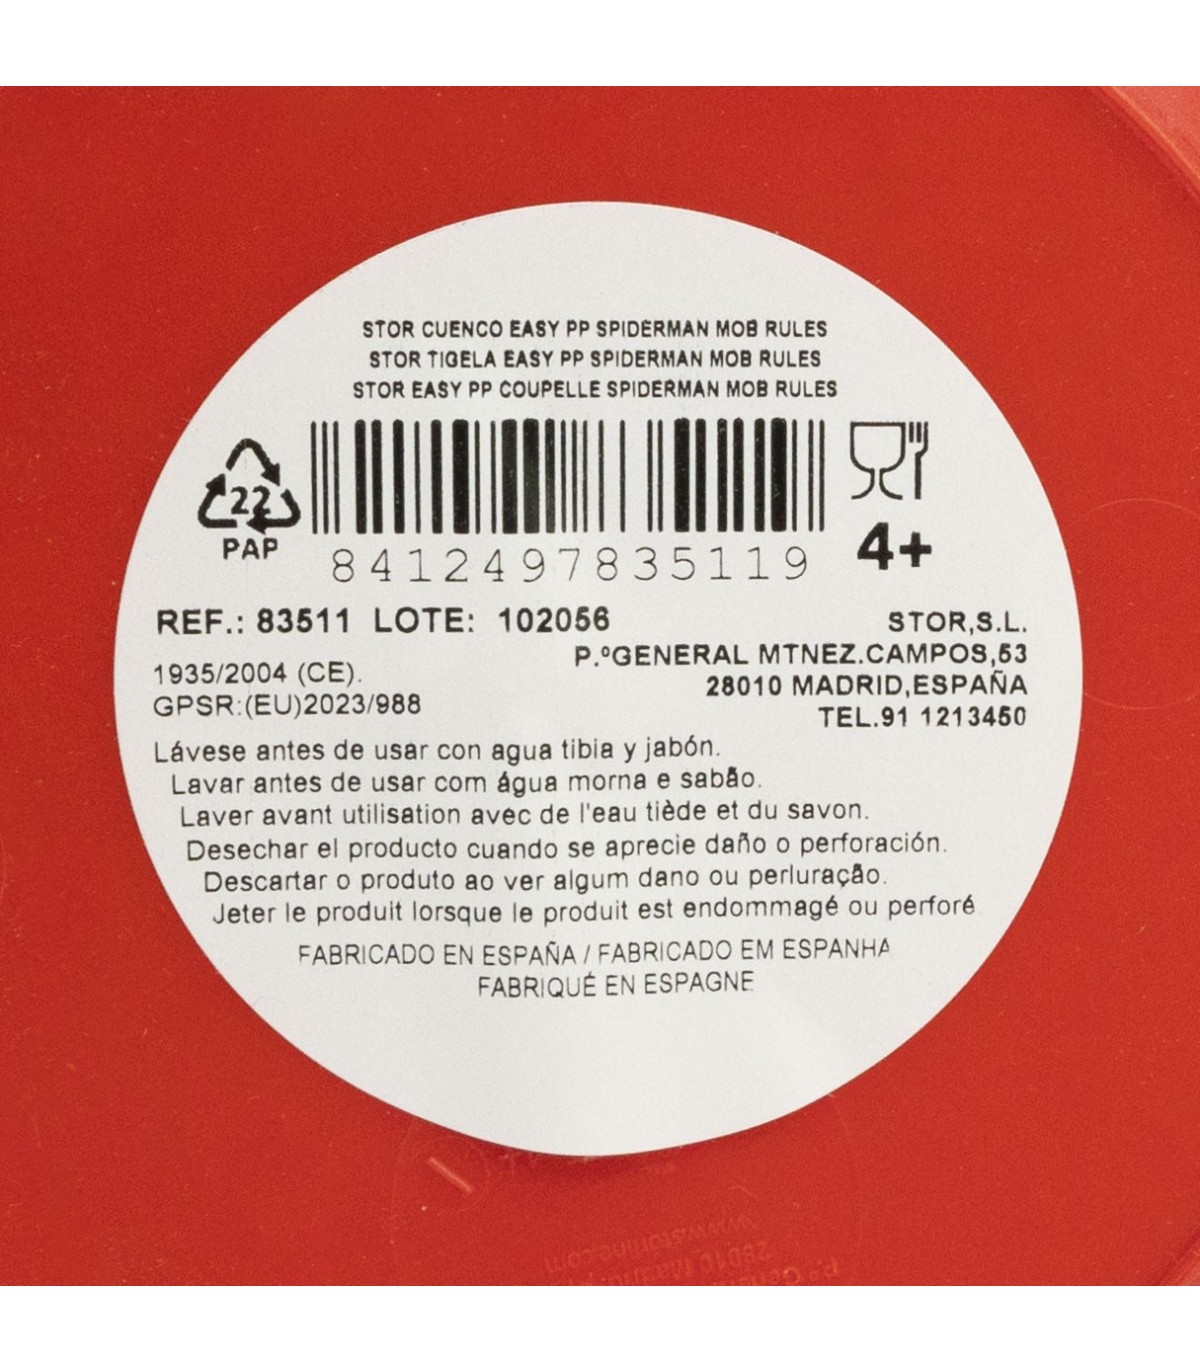 STOR CUENCO EASY PP SPIDERMAN MOB RULES
STOR TIGELA EASY PP SPIDERMAN MOB RULES
STOR EASY PP COUPELLE SPIDERMAN MOB RULES
22
PAP
8412497835119
4+
REF.: 83511 LOTE: 102056
1935/2004 (CE).
GPSR:(EU)2023/988
STOR,S.L.
P.ºGENERAL MTNEZ.CAMPOS,53
28010 MADRID,ESPAÑA
TEL.91 1213450
Lávese antes de usar con agua tibia y jabón.
Lavar antes de usar com água morna e sabão.
Laver avant utilisation avec de l'eau tiède et du savon.
Desechar el producto cuando se aprecie daño o perforación.
Descartar o produto ao ver algum dano ou perluração.
Jeter le produit lorsque le produit est endommagé ou perforé
FABRICADO EN ESPAÑA / FABRICADO EM ESPANHA
FABRIQUÉ EN ESPAGNE
www.storline.com
28010 Madrid